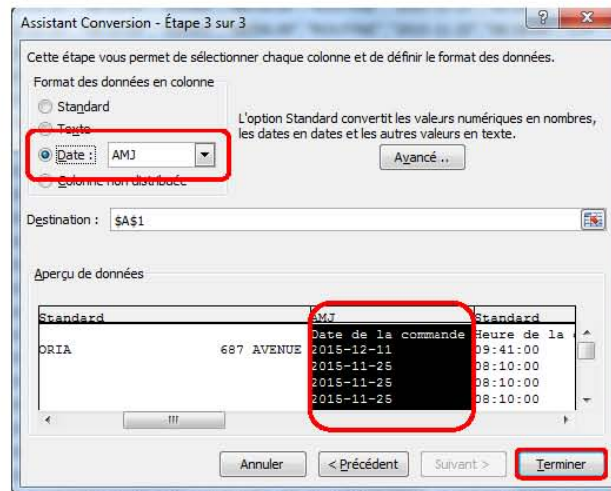 Assistant Conversion - Étape 3 sur 3
Cette étape vous permet de sélectionner chaque colonne et de définir le format des données.
Format des données en colonne
Standard
Texte
Date : AMJ
Colonne non distribuée
L'option Standard convertit les valeurs numériques en nombres,
les dates en dates et les autres valeurs en texte.
Avancé ..
Destination : $A$1
Aperçu de données
Standard AMJ Standard
Date de la commande Heure de la
ORIA 687 AVENUE 2015-12-11 09:41:00
2015-11-25 08:10:00
2015-11-25 08:10:00
2015-11-25 08:10:00
Annuler < Précédent Suivant > Terminer